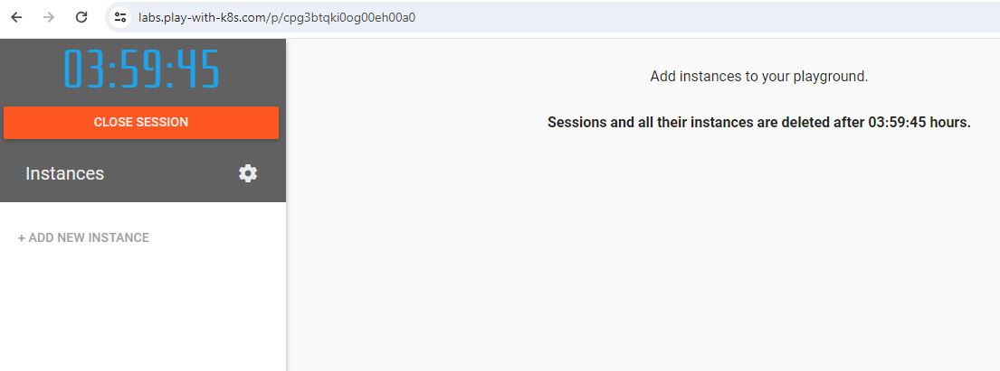 labs.play-with-k8s.com/p/cpg3btqki0og00eh00a0
03:59:45
CLOSE SESSION
Instances
+ ADD NEW INSTANCE
Add instances to your playground.
Sessions and all their instances are deleted after 03:59:45 hours.